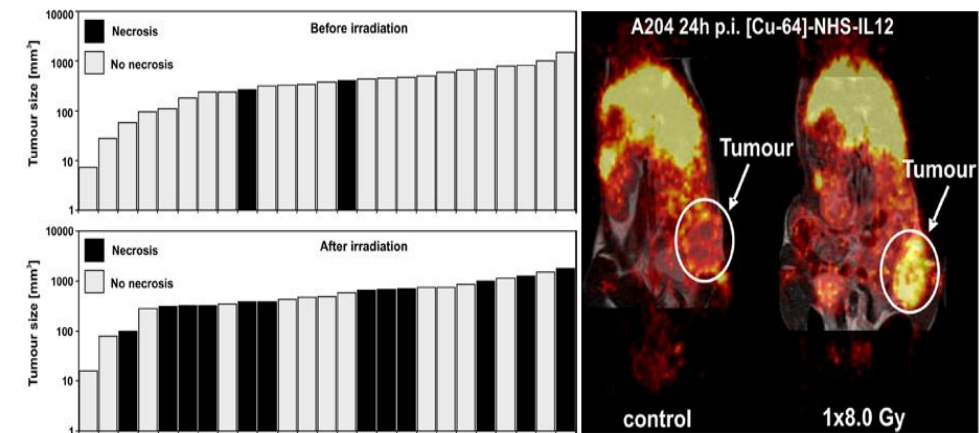 10000
1000
100
10
1
Tumour size [mm³]
Necrosis
No necrosis
Before irradiation
10000
1000
100
10
1
Tumour size [mm³]
Necrosis
No necrosis
After irradiation
A204 24h p.i. [Cu-64]-NHS-IL12
Tumour
Tumour
control
1x8.0 Gy